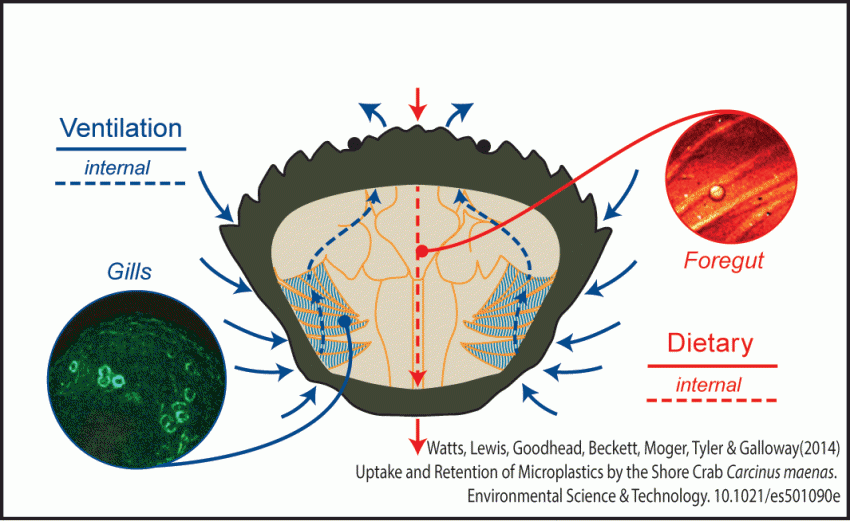 Ventilation
internal
Gills
Foregut
Dietary
internal
Watts, Lewis, Goodhead, Beckett, Moger, Tyler & Galloway(2014)
Uptake and Retention of Microplastics by the Shore Crab Carcinus maenas.
Environmental Science & Technology. 10.1021/es501090e